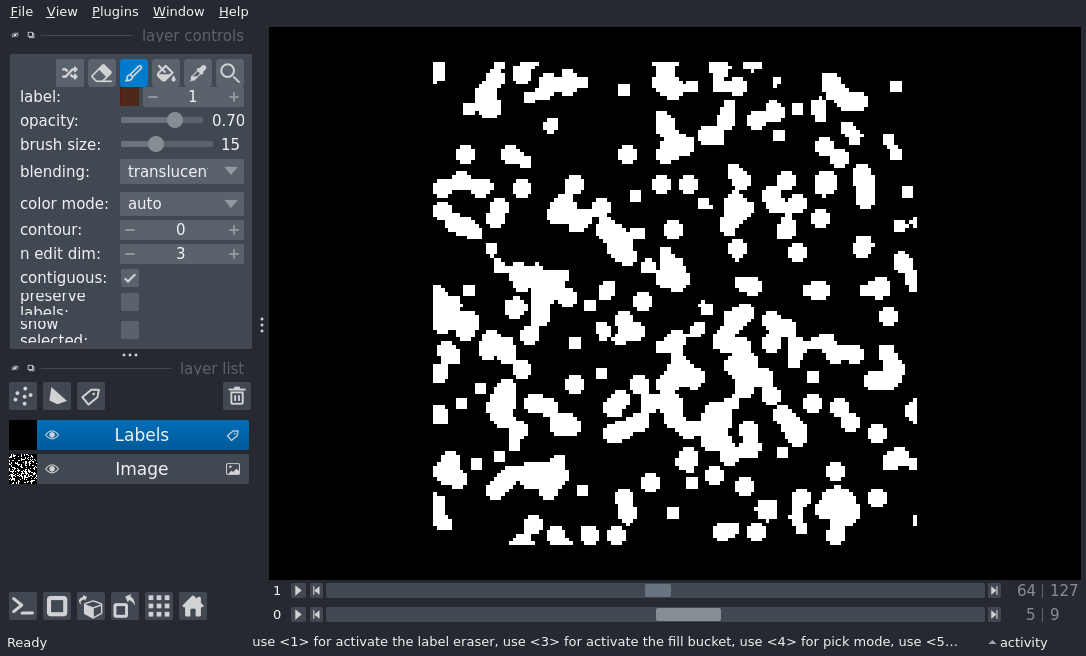 File View Plugins Window Help
layer controls
label: 1
opacity: 0.70
brush size: 15
blending: translucen
color mode: auto
contour: 0
n edit dim: 3
contiguous:
preserve
labels:
show
selected:
layer list
Labels
Image
1 64 | 127
0 5 | 9
Ready use <1> for activate the label eraser, use <3> for activate the fill bucket, use <4> for pick mode, use <5... activity